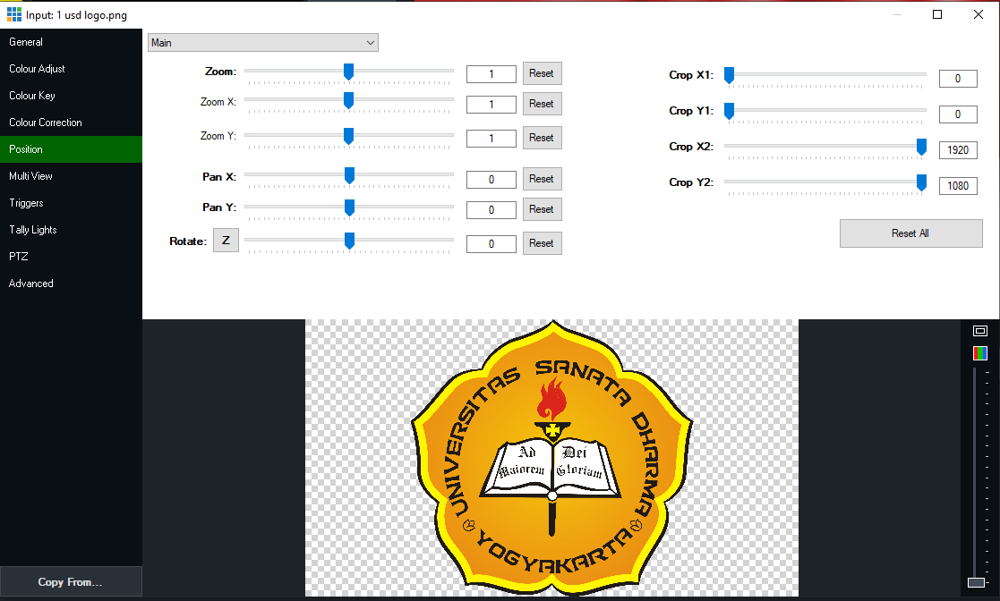 Input: 1 usd logo.png
General
Colour Adjust
Colour Key
Colour Correction
Position
Multi View
Triggers
Tally Lights
PTZ
Advanced
Copy From...
Main
Zoom: 1 Reset
Zoom X: 1 Reset
Zoom Y: 1 Reset
Pan X: 0 Reset
Pan Y: 0 Reset
Rotate: Z 0 Reset
Crop X1: 0
Crop Y1: 0
Crop X2: 1920
Crop Y2: 1080
Reset All
UNIVERSITAS SANATA DHARMA
Ad Dei
Maiorem Gloriam
YOGYAKARTA